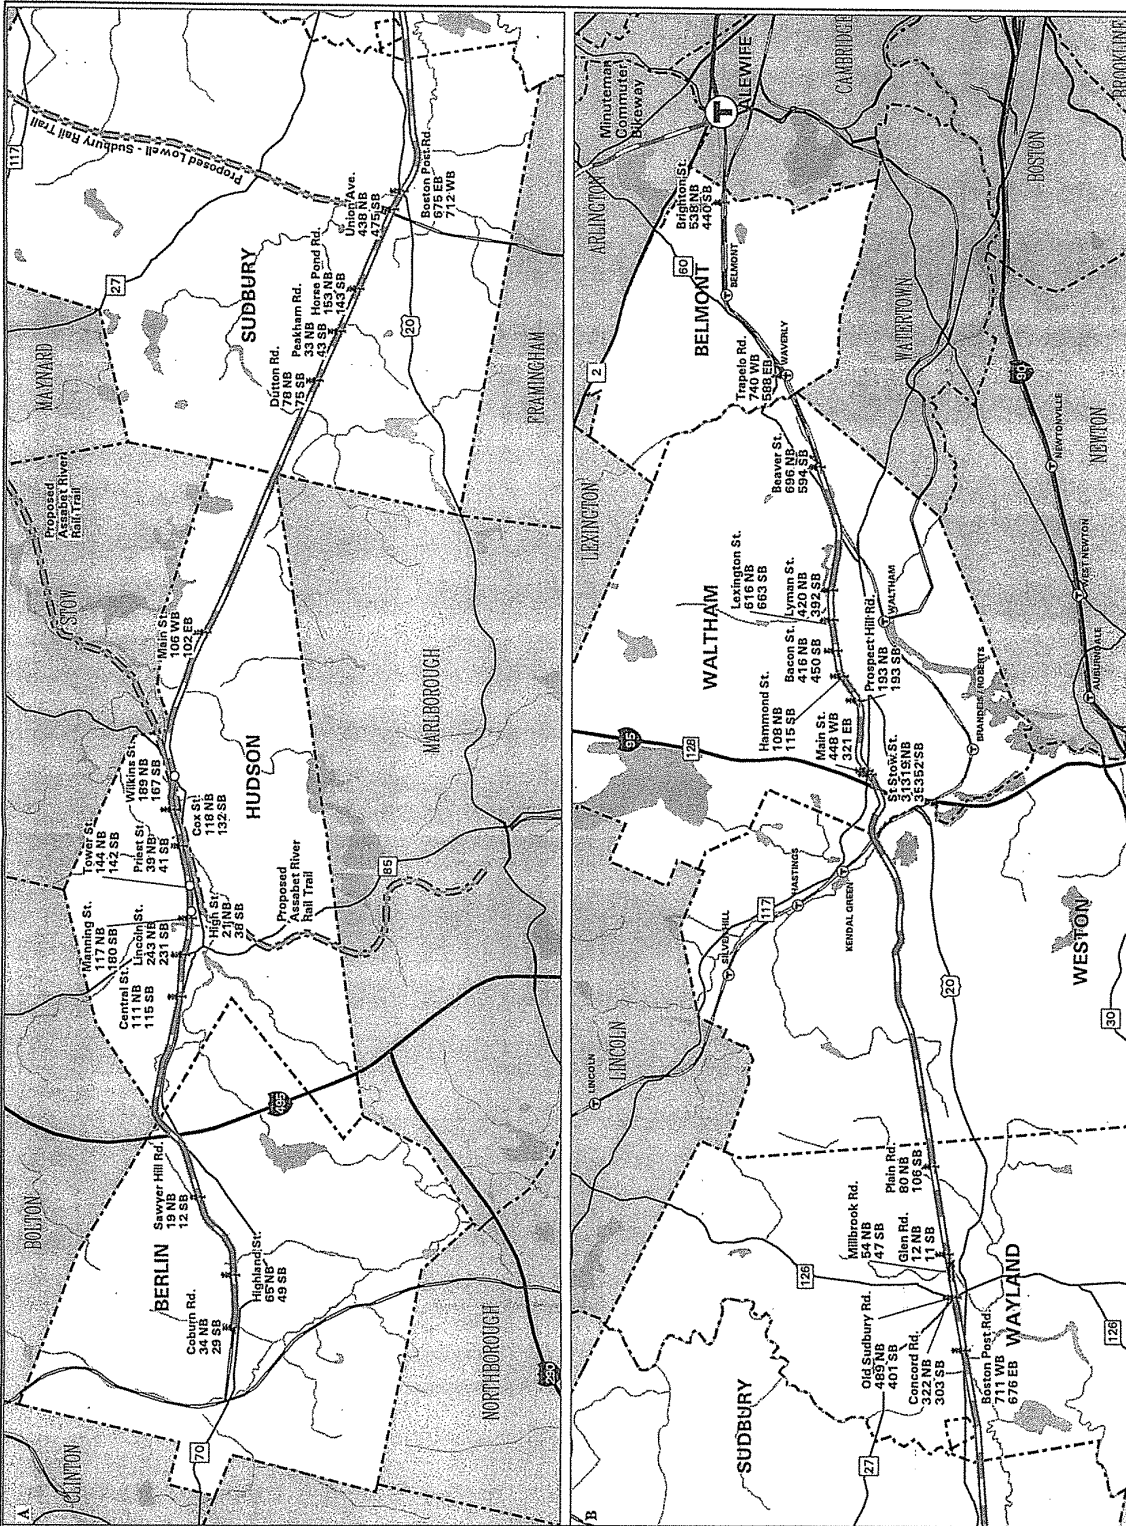 A
CLINTON
70
BOLTON
BERLIN
Coburn Rd.
34 NB
29 SB
Highland St.
65 NB
49 SB
Sawyer Hill Rd.
19 NB
12 SB
NORTHBOROUGH
290
495
Central St.
111 NB
115 SB
Manning St.
117 NB
180 SB
Lincoln St.
243 NB
231 SB
High St.
21 NB
38 SB
Tower St.
144 NB
142 SB
Priest St.
39 NB
41 SB
Wilkins St.
189 NB
167 SB
Cox St.
118 NB
132 SB
HUDSON
Proposed
Assabet River
Rail Trail
85
MARLBOROUGH
Main St.
106 WB
102 EB
STOW
Proposed
Assabet River
Rail Trail
MAYNARD
27
117
SUDBURY
Dutton Rd.
78 NB
75 SB
Peakham Rd.
33 NB
43 SB
Horse Pond Rd.
153 NB
143 SB
Union Ave.
438 NB
475 SB
Boston Post Rd.
675 EB
712 WB
20
FRAMINGHAM
Proposed Lowell - Sudbury Rail Trail
B
SUDBURY
27
Old Sudbury Rd.
489 NB
401 SB
Concord Rd.
322 NB
303 SB
Boston Post Rd.
711 WB
676 EB
WAYLAND
126
126
Millbrook Rd.
54 NB
47 SB
Glen Rd.
12 NB
11 SB
Plain Rd.
80 NB
106 SB
LINCOLN
LINCOLN
SILVER HILL
117
HASTINGS
KENDAL GREEN
20
30
WESTON
95
128
Stow St.
Main St.
448 WB
321 EB
Hammond St.
108 NB
115 SB
Prospect Hill Rd.
193 NB
193 SB
Bacon St.
416 NB
450 SB
Lexington St.
616 NB
663 SB
Lyman St.
420 NB
392 SB
WALTHAM
WALTHAM
BRANDEIS/ROBERTS
LEXINGTON
Beaver St.
696 NB
594 SB
Trapelo Rd.
740 WB
588 EB
WAVERLY
BELMONT
BELMONT
2
60
Brighton St.
538 NB
440 SB
ARLINGTON
Minuteman
Commuter
Bikeway
T
ALEWIFE
CAMBRIDGE
WATERTOWN
BOSTON
BROOKLINE
90
NEWTON
NEWTONVILLE
WEST NEWTON
AUBURNDALE